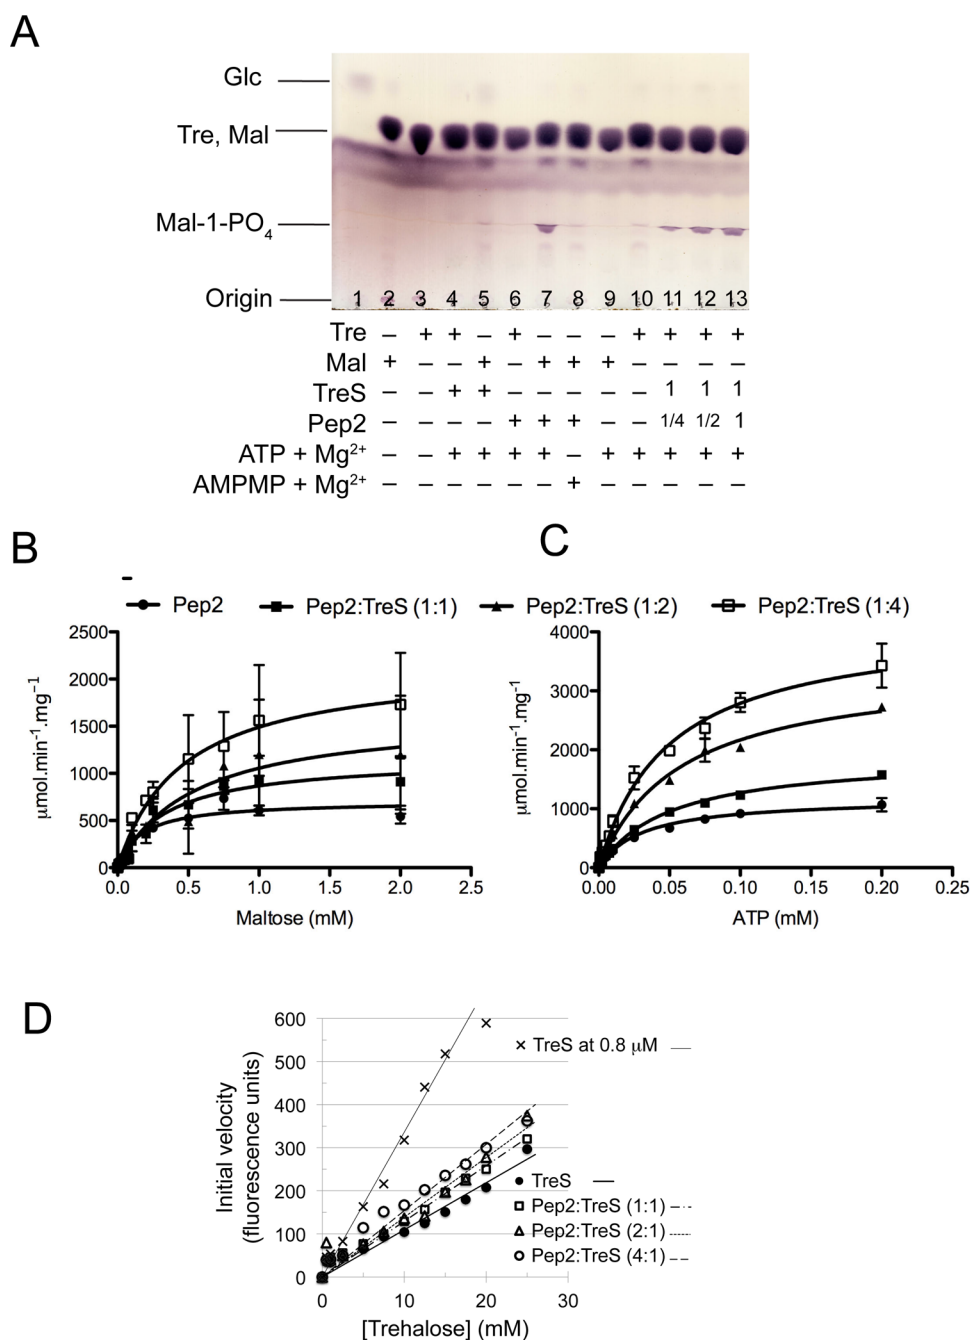 A
Glc
Tre, Mal
Mal-1-PO4
Origin
1 2 3 4 5 6 7 8 9 10 11 12 13
Tre – – + + – + – – – + + + +
Mal + – – – + – + + + – – – –
TreS – – – + + – – – – – 1 1 1
Pep2 – – – – – + + + – – 1/4 1/2 1
ATP + Mg2+ – – + + + + – + + + + +
AMPMP + Mg2+ – – – – – – + – – – – –
B
C
Pep2 Pep2:TreS (1:1) Pep2:TreS (1:2) Pep2:TreS (1:4)
µmol.min⁻¹.mg⁻¹
2500
2000
1500
1000
500
0
0.0 0.5 1.0 1.5 2.0 2.5
Maltose (mM)
µmol.min⁻¹.mg⁻¹
4000
3000
2000
1000
0
0.00 0.05 0.10 0.15 0.20 0.25
ATP (mM)
D
Initial velocity
(fluorescence units)
600
500
400
300
200
100
0
0 10 20 30
[Trehalose] (mM)
TreS at 0.8 µM
TreS
Pep2:TreS (1:1)
Pep2:TreS (2:1)
Pep2:TreS (4:1)